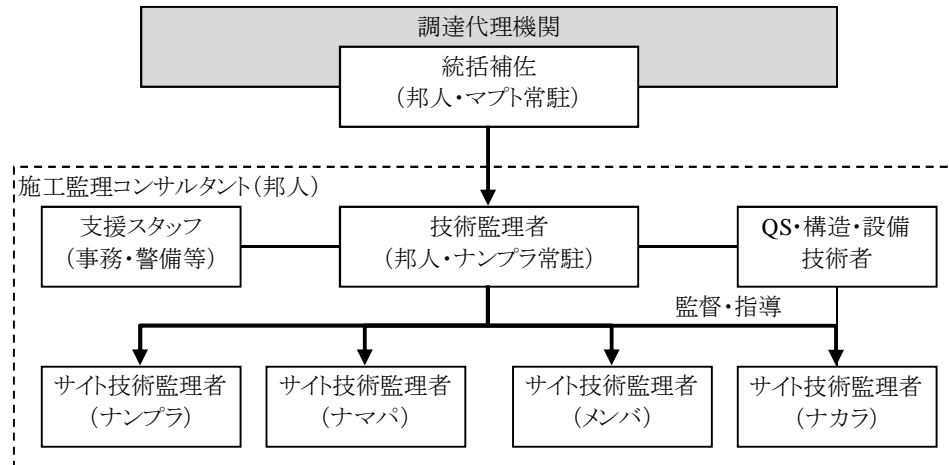 調達代理機関
統括補佐
（邦人・マプト常駐）
施工監理コンサルタント（邦人）
支援スタッフ
（事務・警備等）
技術監理者
（邦人・ナンプラ常駐）
QS・構造・設備
技術者
監督・指導
サイト技術監理者
（ナンプラ）
サイト技術監理者
（ナマパ）
サイト技術監理者
（メンバ）
サイト技術監理者
（ナカラ）